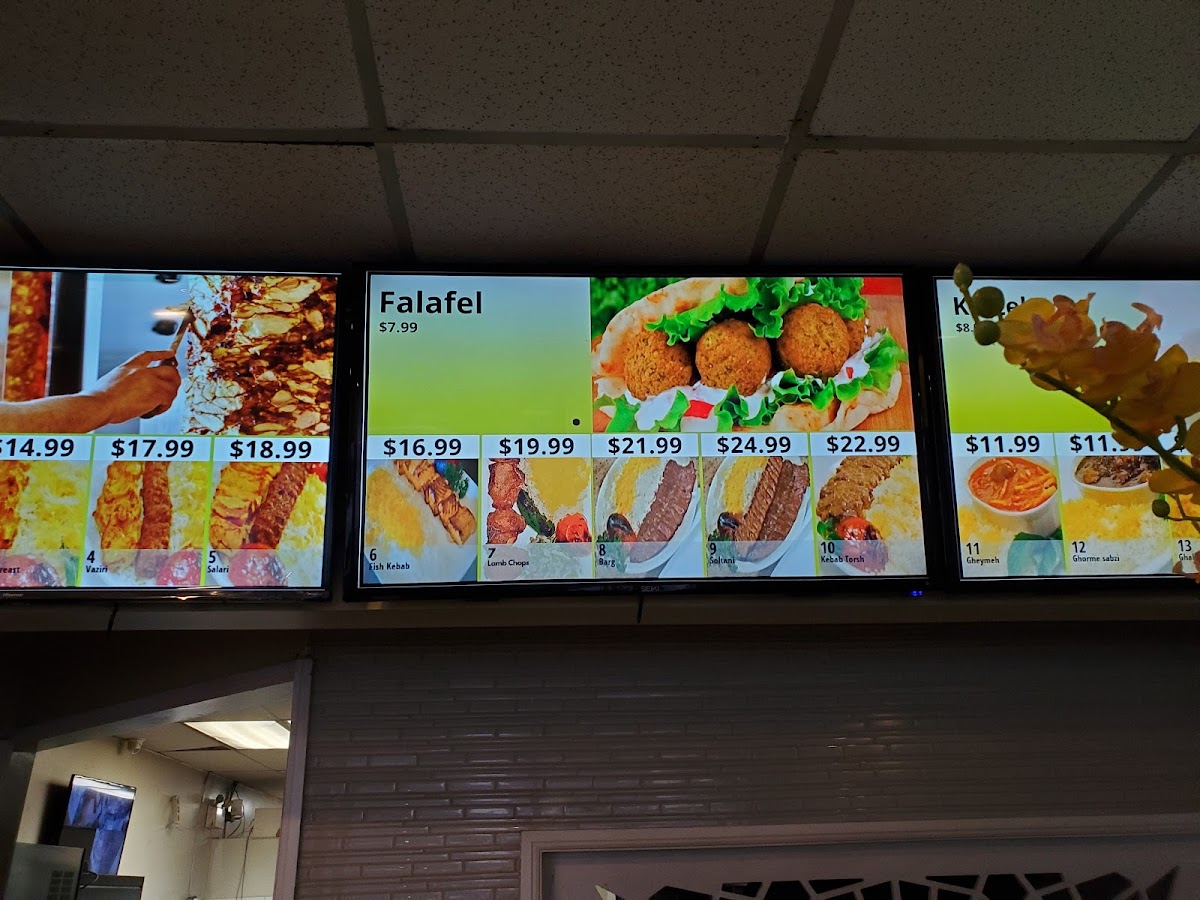 $14.99
$17.99
$18.99
4
Vaziri
5
Salari
Falafel
$7.99
$16.99
$19.99
$21.99
$24.99
$22.99
6
Fish Kebab
7
Lamb Chops
8
Barg
9
Soltani
10
Kebab Torsh
SEIKI
$11.99
11
Gheymeh
12
Ghorme sabzi
13